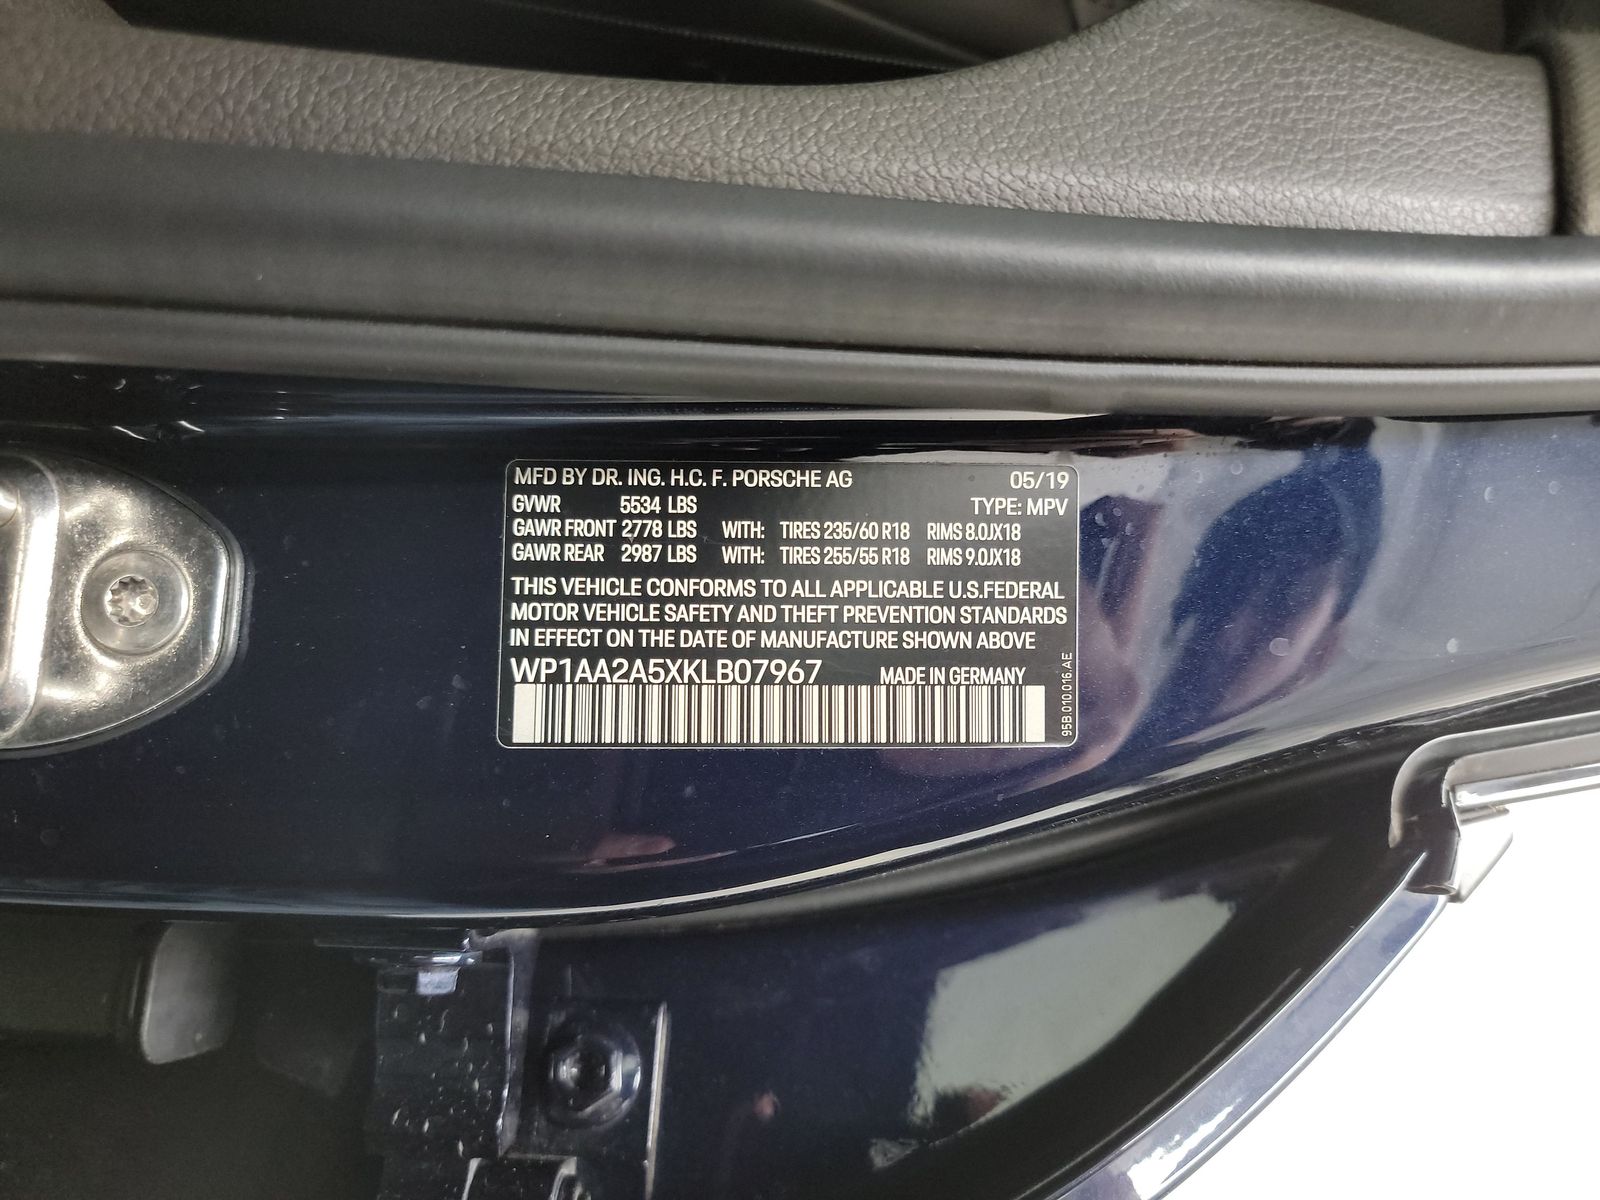 MFD BY DR. ING. H.C. F. PORSCHE AG 05/19
GVWR 5534 LBS TYPE: MPV
GAWR FRONT 2778 LBS WITH: TIRES 235/60 R18 RIMS 8.0JX18
GAWR REAR 2987 LBS WITH: TIRES 255/55 R18 RIMS 9.0JX18
THIS VEHICLE CONFORMS TO ALL APPLICABLE U.S.FEDERAL
MOTOR VEHICLE SAFETY AND THEFT PREVENTION STANDARDS
IN EFFECT ON THE DATE OF MANUFACTURE SHOWN ABOVE
WP1AA2A5XKLB07967 MADE IN GERMANY
95B.010.016.AE